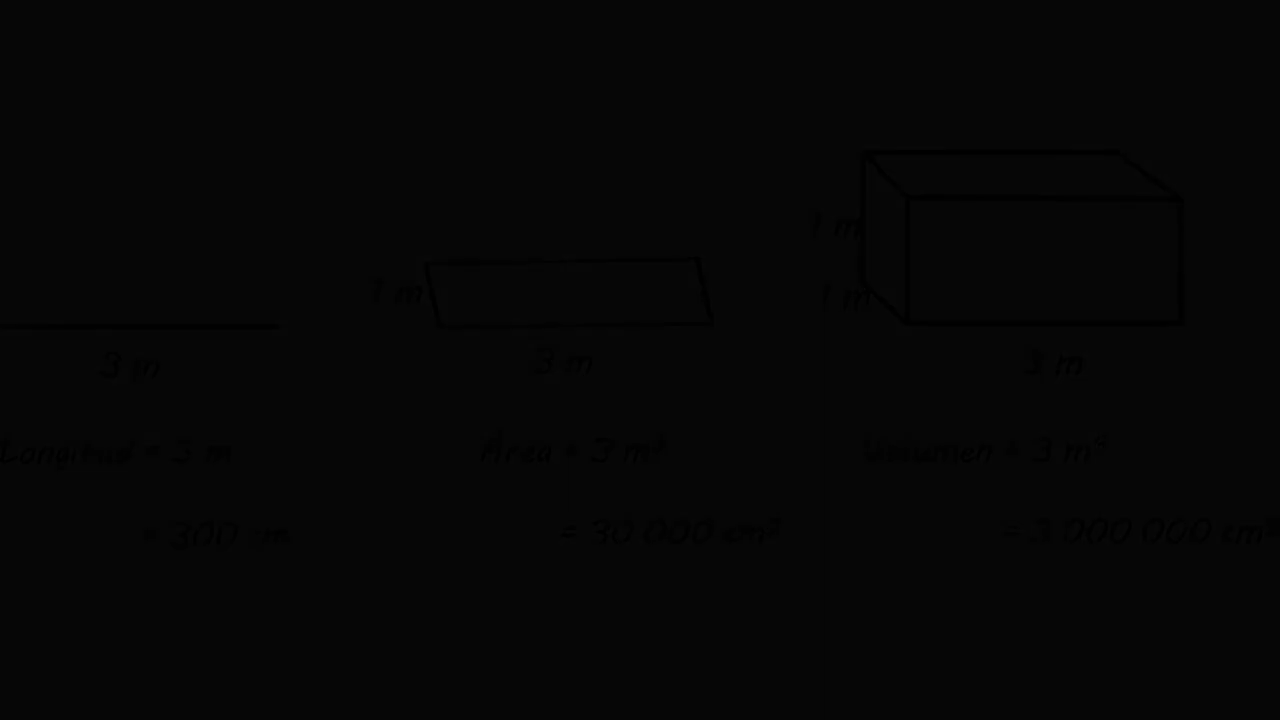 1 m
1 m
1 m
3 m
3 m
3 m
Longitud = 3 m
Área = 3 m²
Volumen = 3 m³
= 300 cm
= 30 000 cm²
= 3 000 000 cm³